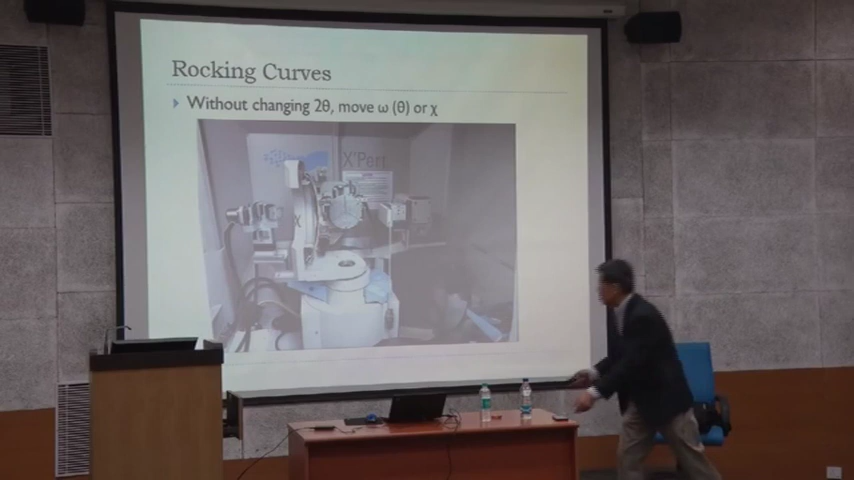 Rocking Curves
Without changing 2θ, move ω (θ) or χ
X'Pert